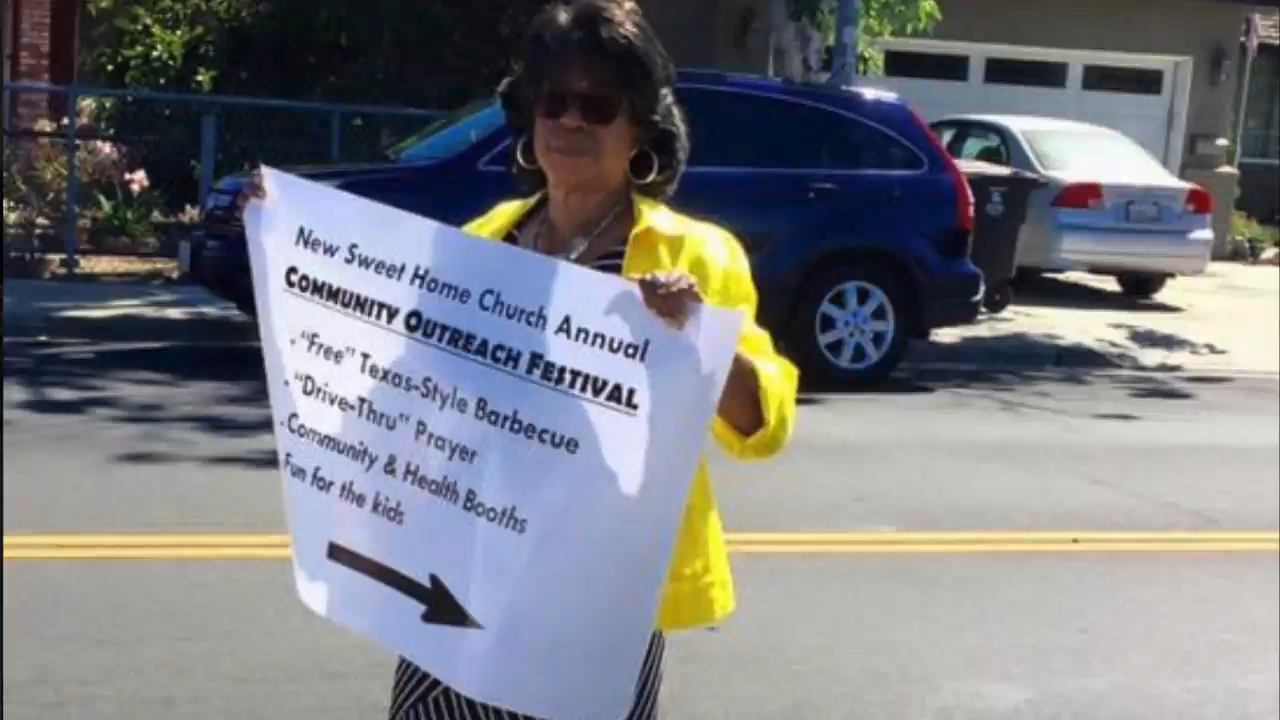 New Sweet Home Church Annual
COMMUNITY OUTREACH FESTIVAL
- "Free" Texas-Style Barbecue
- "Drive-Thru" Prayer
- Community & Health Booths
Fun for the kids